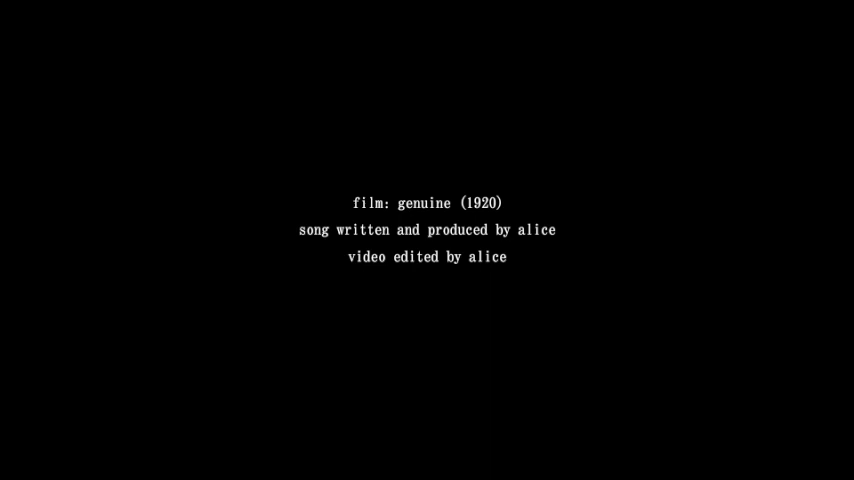 film: genuine (1920)
song written and produced by alice
video edited by alice